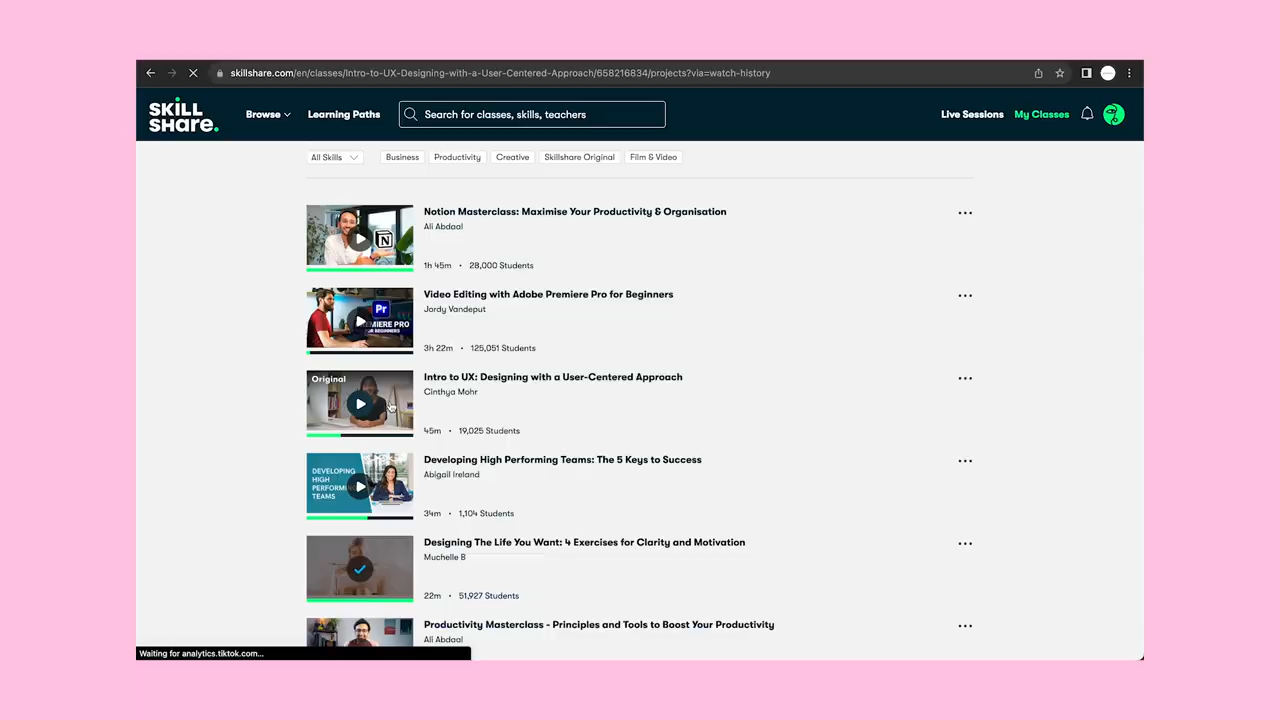 skillshare.com/en/classes/Intro-to-UX-Designing-with-a-User-Centered-Approach/658216834/projects?via=watch-history
SKILL
SHARE.
Browse
Learning Paths
Search for classes, skills, teachers
Live Sessions
My Classes
All Skills
Business
Productivity
Creative
Skillshare Original
Film & Video
Notion Masterclass: Maximise Your Productivity & Organisation
Ali Abdaal
1h 45m • 28,000 Students
Pr
PREMIERE PRO
FOR BEGINNERS
Video Editing with Adobe Premiere Pro for Beginners
Jordy Vandeput
3h 22m • 125,051 Students
Original
Intro to UX: Designing with a User-Centered Approach
Cinthya Mohr
45m • 19,025 Students
DEVELOPING
HIGH
PERFORMING
TEAMS
Developing High Performing Teams: The 5 Keys to Success
Abigail Ireland
34m • 1,104 Students
Designing The Life You Want: 4 Exercises for Clarity and Motivation
Muchelle B
22m • 51,927 Students
Productivity Masterclass - Principles and Tools to Boost Your Productivity
Ali Abdaal
Waiting for analytics.tiktok.com...